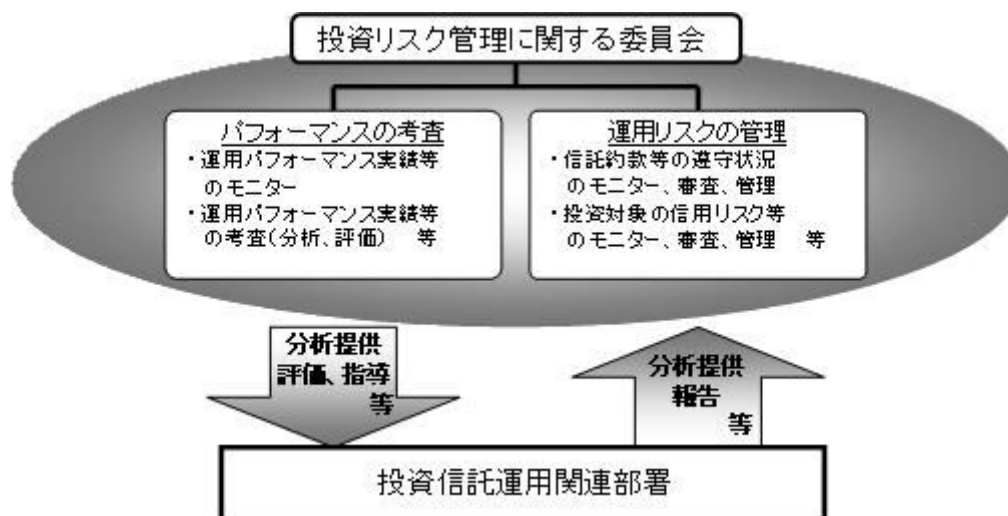 投資リスク管理に関する委員会
パフォーマンスの考査
・運用パフォーマンス実績等
のモニター
・運用パフォーマンス実績等
の考査(分析、評価) 等
運用リスクの管理
・信託約款等の遵守状況
のモニター、審査、管理
・投資対象の信用リスク等
のモニター、審査、管理 等
分析提供
評価、指導
等
分析提供
報告
等
投資信託運用関連部署